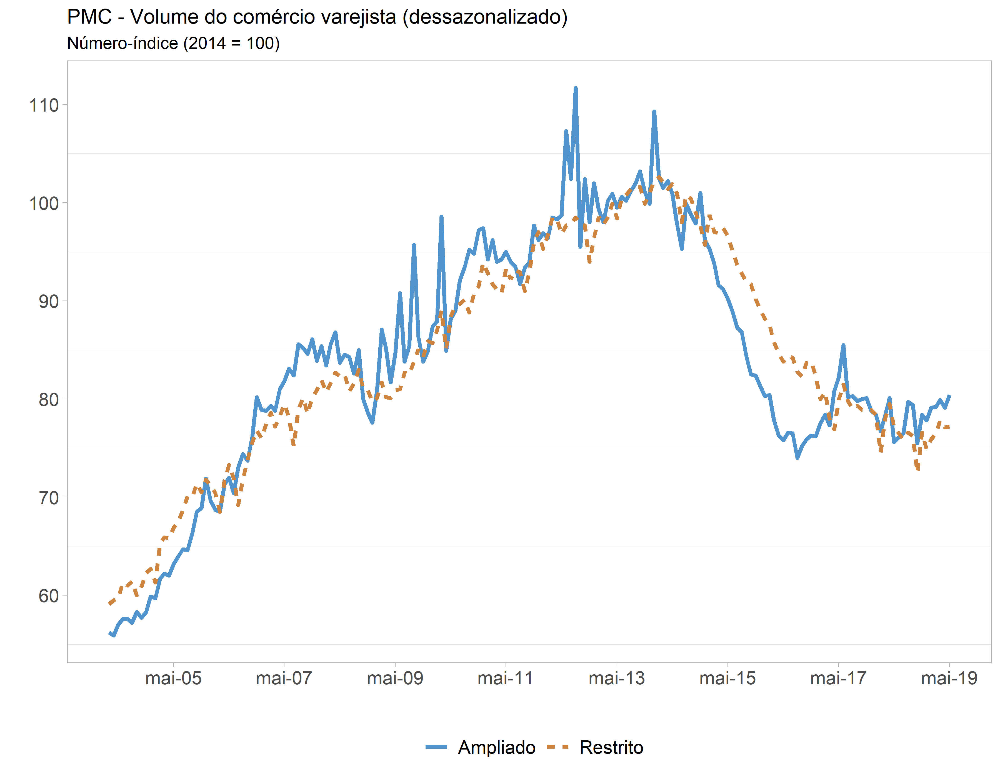 PMC - Volume do comércio varejista (dessazonalizado)
Número-índice (2014 = 100)
110
100
90
80
70
60
mai-05 mai-07 mai-09 mai-11 mai-13 mai-15 mai-17 mai-19
Ampliado Restrito